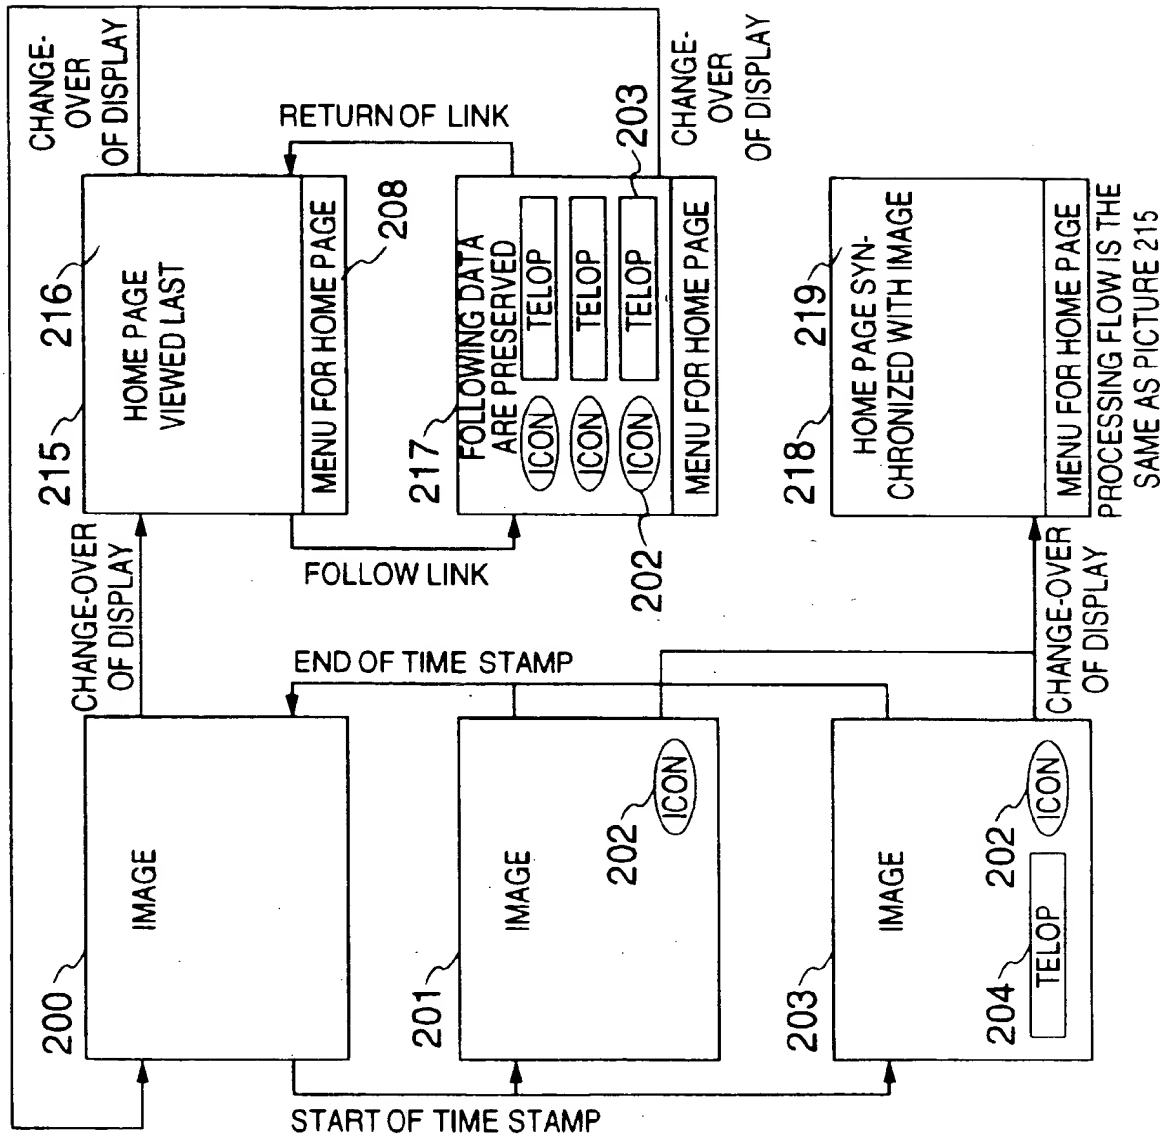 CHANGE-
OVER
OF DISPLAY
CHANGE-OVER
OF DISPLAY
200
IMAGE
215
216
HOME PAGE
VIEWED LAST
MENU FOR HOME PAGE
208
START OF TIME STAMP
END OF TIME STAMP
FOLLOW LINK
RETURN OF LINK
201
IMAGE
202
ICON
217
FOLLOWING DATA
ARE PRESERVED
ICON
TELOP
ICON
TELOP
ICON
TELOP
202
203
MENU FOR HOME PAGE
CHANGE-
OVER
OF DISPLAY
203
IMAGE
204
TELOP
202
ICON
CHANGE-OVER
OF DISPLAY
218
219
HOME PAGE SYN-
CHRONIZED WITH IMAGE
MENU FOR HOME PAGE
PROCESSING FLOW IS THE
SAME AS PICTURE 215